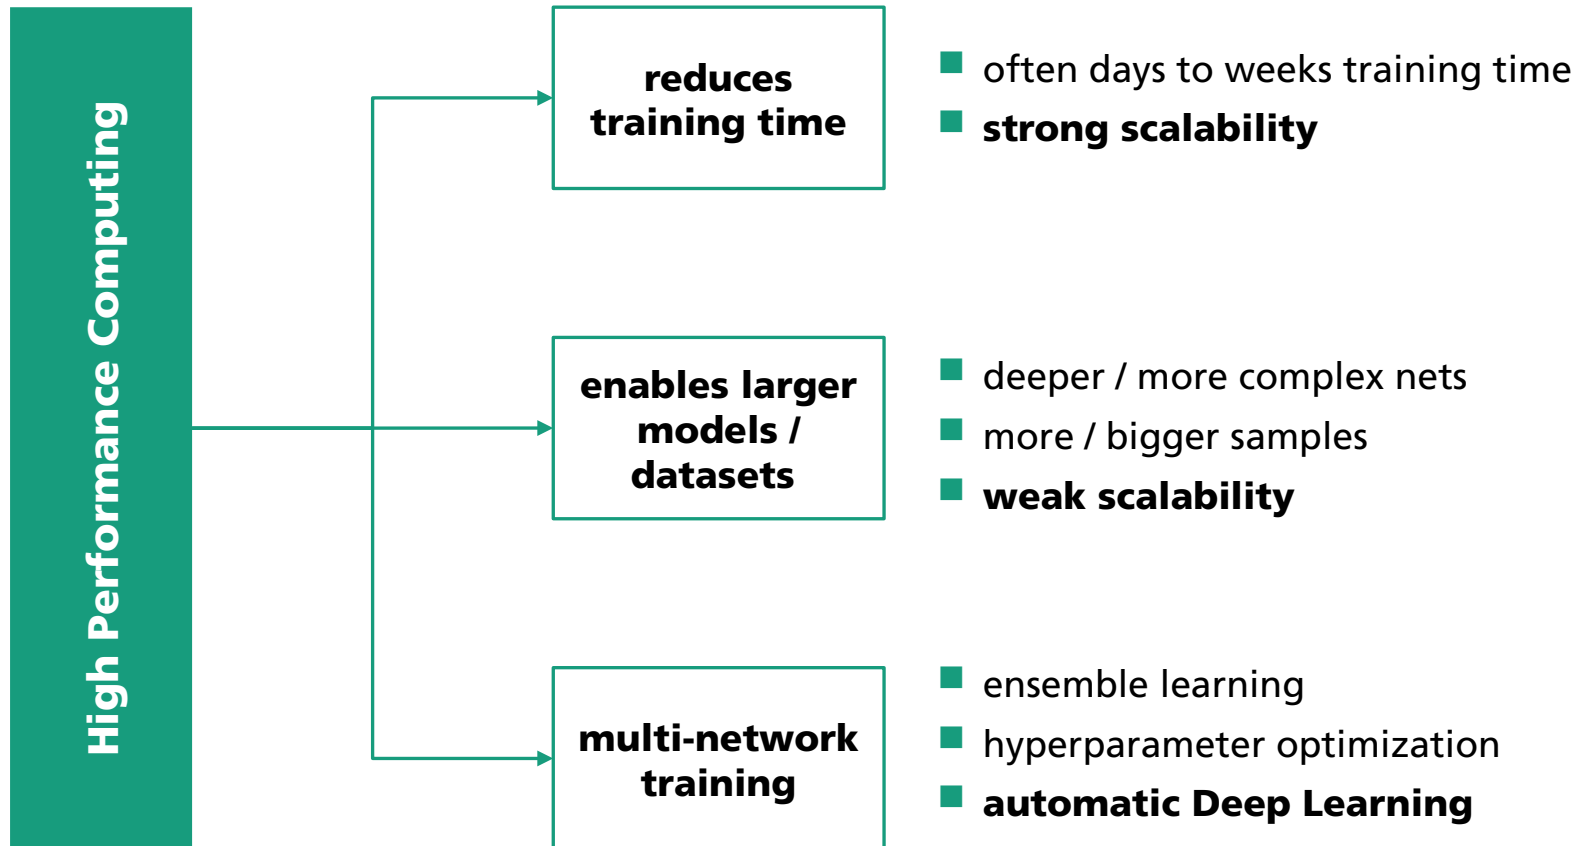 High Performance Computing
reduces
training time
often days to weeks training time
strong scalability
enables larger
models /
datasets
deeper / more complex nets
more / bigger samples
weak scalability
multi-network
training
ensemble learning
hyperparameter optimization
automatic Deep Learning